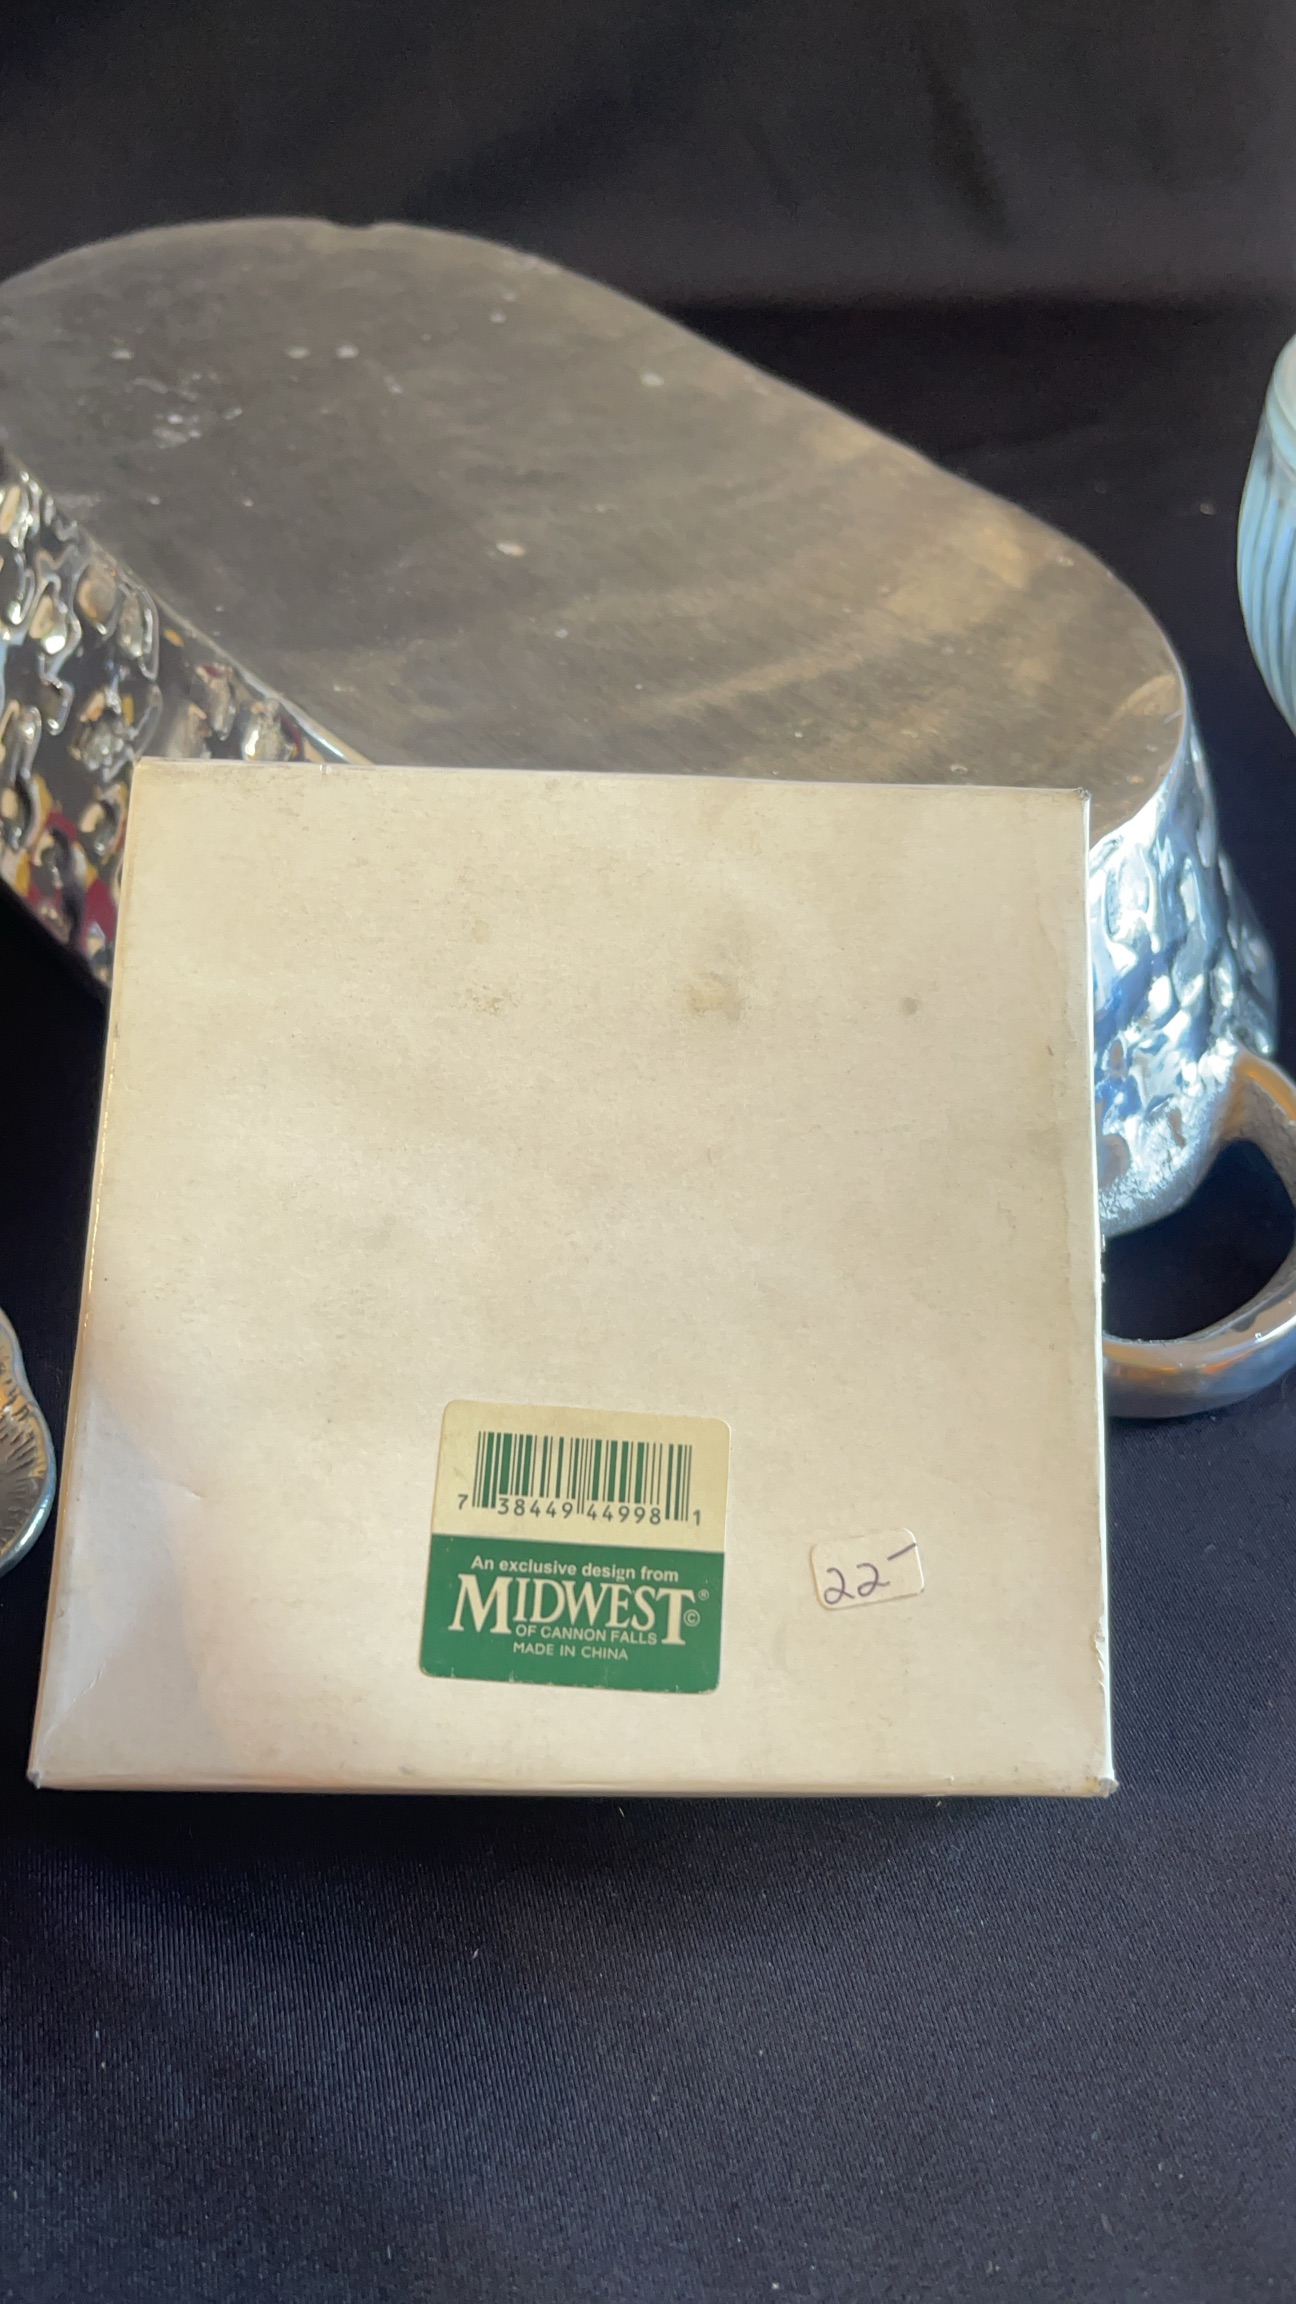 7 38449 44998 1
An exclusive design from
MIDWEST® ©
OF CANNON FALLS
MADE IN CHINA
22-